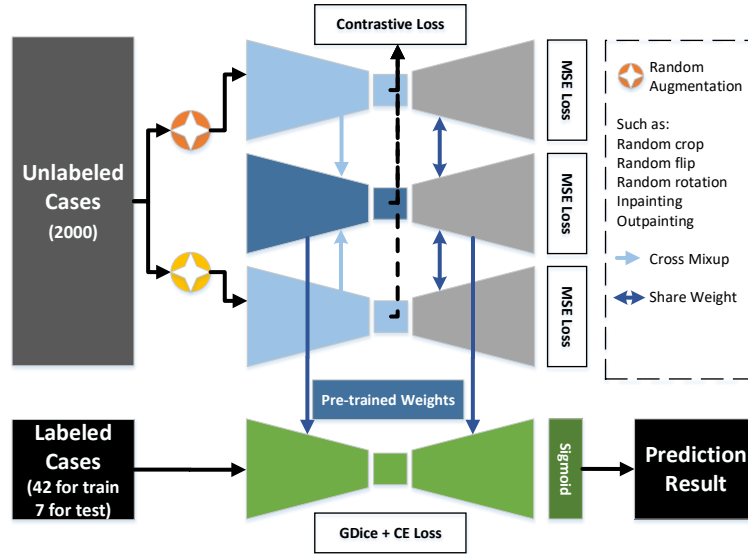 Contrastive Loss
Unlabeled
Cases
(2000)
MSE Loss
MSE Loss
MSE Loss
Random
Augmentation:
Such as:
Random crop
Random flip
Random rotation
Inpainting
Outpainting
Cross Mixup
Share Weight
Pre-trained Weights
Labeled
Cases
(42 for train
7 for test)
Sigmoid
Prediction
Result
GDice + CE Loss